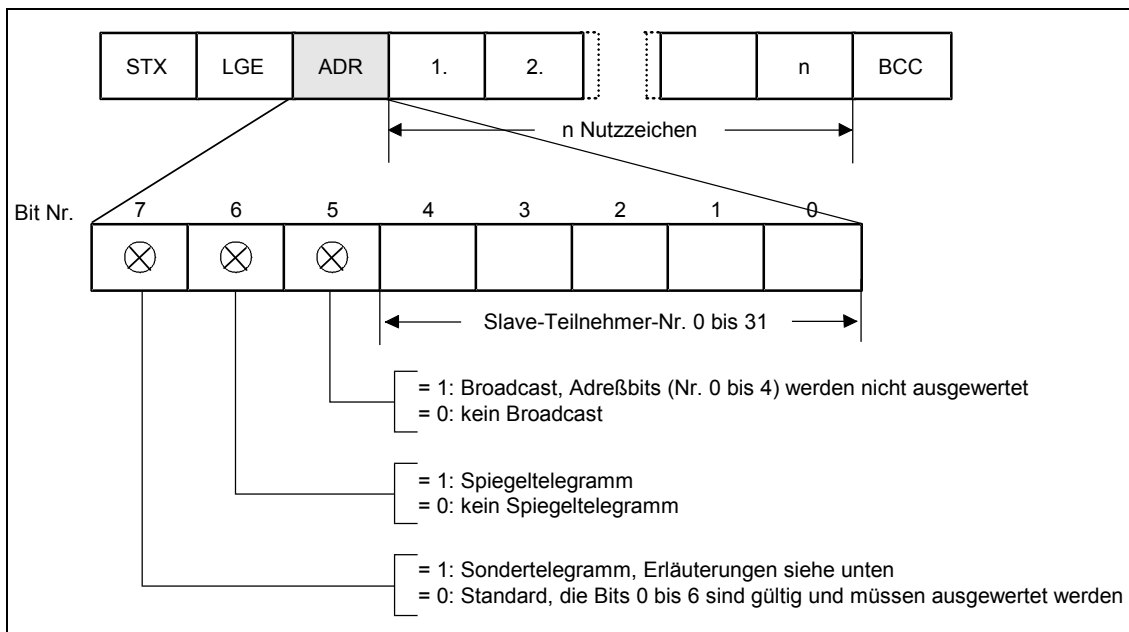 STX LGE ADR 1. 2. n BCC
n Nutzzeichen
Bit Nr. 7 6 5 4 3 2 1 0
Slave-Teilnehmer-Nr. 0 bis 31
= 1: Broadcast, Adreßbits (Nr. 0 bis 4) werden nicht ausgewertet
= 0: kein Broadcast
= 1: Spiegeltelegramm
= 0: kein Spiegeltelegramm
= 1: Sondertelegramm, Erläuterungen siehe unten
= 0: Standard, die Bits 0 bis 6 sind gültig und müssen ausgewertet werden